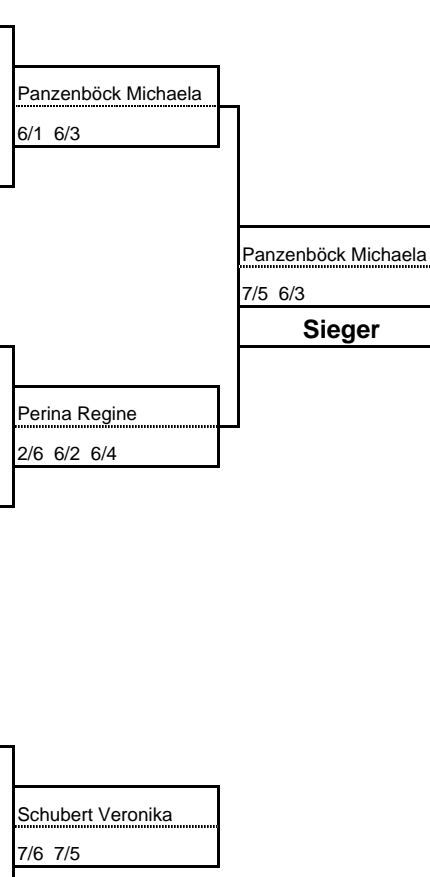 Panzenböck Michaela
6/1 6/3
Panzenböck Michaela
7/5 6/3
Sieger
Perina Regine
2/6 6/2 6/4
Schubert Veronika
7/6 7/5